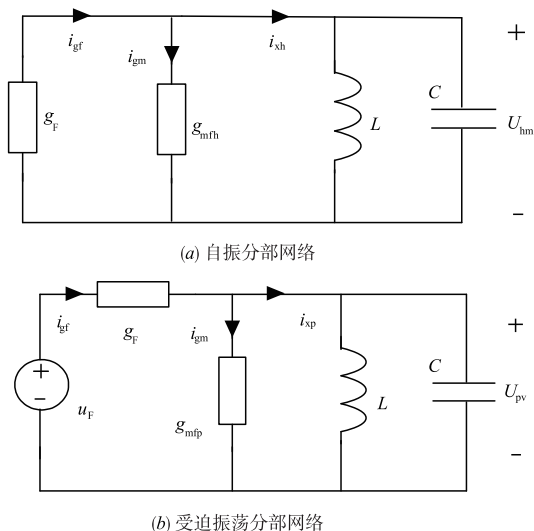 i_gf
i_xh
+
i_gm
g_F
g_mfh
L
C
U_hm
-
(a) 自振分部网络
i_gf
g_F
i_gm
i_xp
+
+
-
u_F
g_mfp
L
C
U_pv
-
(b) 受迫振荡分部网络